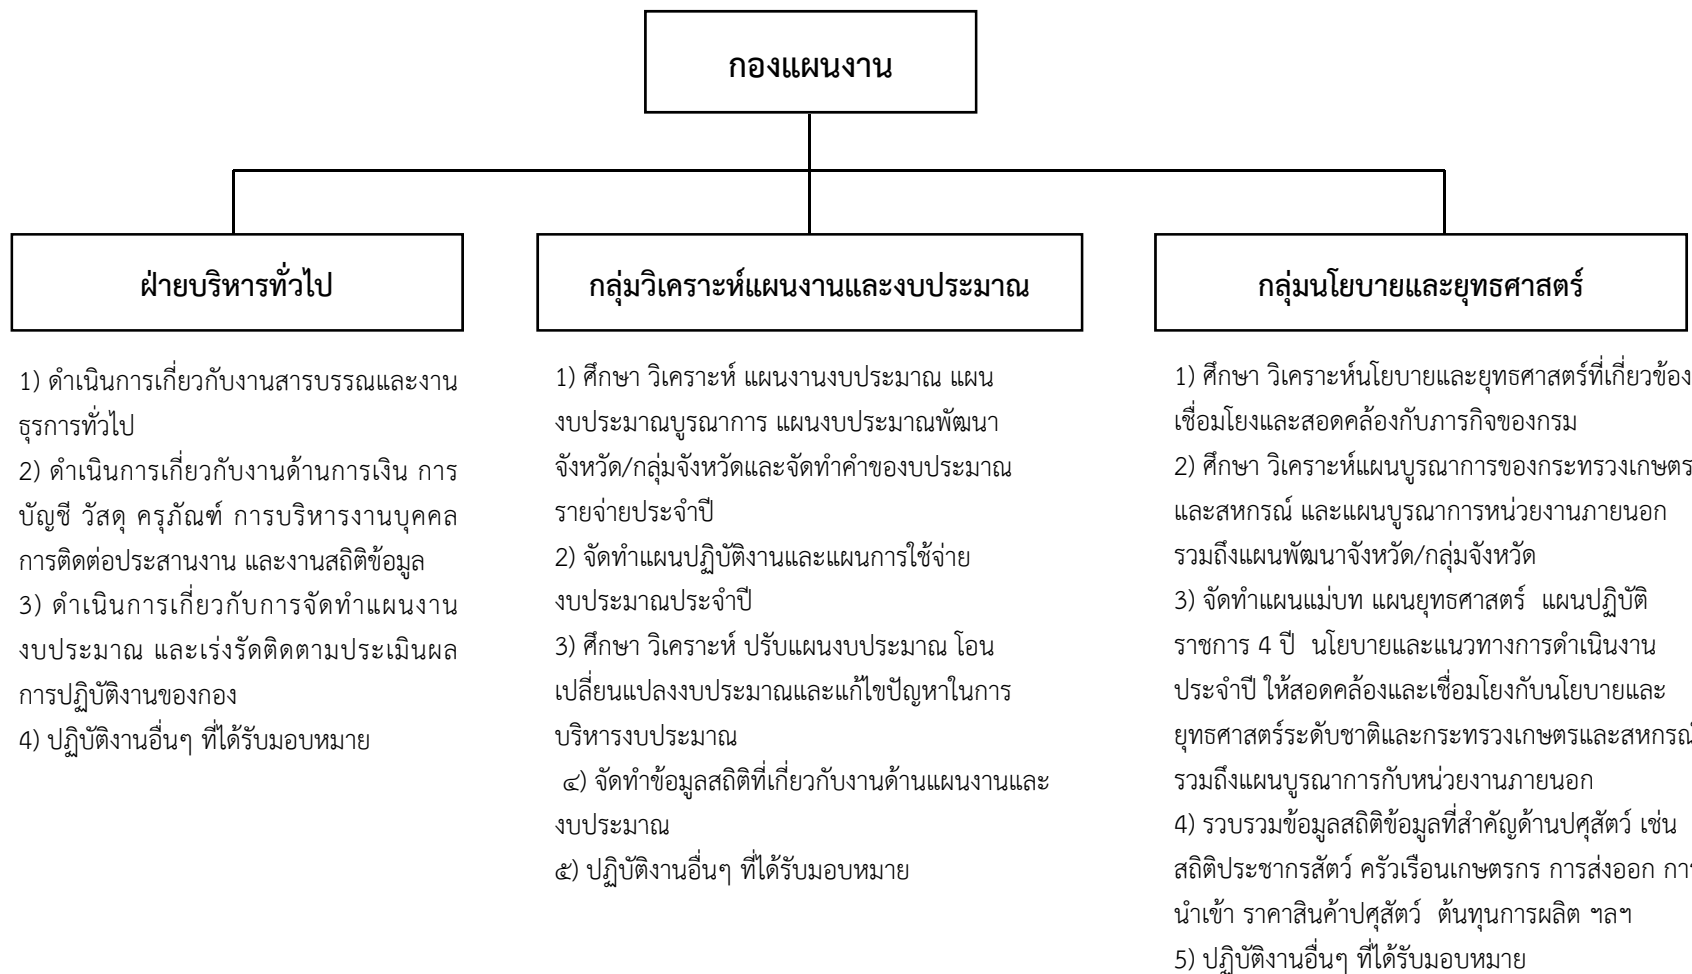 กองแผนงาน
ฝ่ายบริหารทั่วไป
1) ดำเนินการเกี่ยวกับงานสารบรรณและงาน
ธุรการทั่วไป
2) ดำเนินการเกี่ยวกับงานด้านการเงิน การ
บัญชี วัสดุ ครุภัณฑ์ การบริหารงานบุคคล
การติดต่อประสานงาน และงานสถิติข้อมูล
3) ดำเนินการเกี่ยวกับการจัดทำแผนงาน
งบประมาณ และเร่งรัดติดตามประเมินผล
การปฏิบัติงานของกอง
4) ปฏิบัติงานอื่นๆ ที่ได้รับมอบหมาย
กลุ่มวิเคราะห์แผนงานและงบประมาณ
1) ศึกษา วิเคราะห์ แผนงานงบประมาณ แผน
งบประมาณบูรณาการ แผนงบประมาณพัฒนา
จังหวัด/กลุ่มจังหวัดและจัดทำคำของบประมาณ
รายจ่ายประจำปี
2) จัดทำแผนปฏิบัติงานและแผนการใช้จ่าย
งบประมาณประจำปี
3) ศึกษา วิเคราะห์ ปรับแผนงบประมาณ โอน
เปลี่ยนแปลงงบประมาณและแก้ไขปัญหาในการ
บริหารงบประมาณ
๔) จัดทำข้อมูลสถิติที่เกี่ยวกับงานด้านแผนงานและ
งบประมาณ
๕) ปฏิบัติงานอื่นๆ ที่ได้รับมอบหมาย
กลุ่มนโยบายและยุทธศาสตร์
1) ศึกษา วิเคราะห์นโยบายและยุทธศาสตร์ที่เกี่ยวข้อง
เชื่อมโยงและสอดคล้องกับภารกิจของกรม
2) ศึกษา วิเคราะห์แผนบูรณาการของกระทรวงเกษตร
และสหกรณ์ และแผนบูรณาการหน่วยงานภายนอก
รวมถึงแผนพัฒนาจังหวัด/กลุ่มจังหวัด
3) จัดทำแผนแม่บท แผนยุทธศาสตร์ แผนปฏิบัติ
ราชการ 4 ปี นโยบายและแนวทางการดำเนินงาน
ประจำปี ให้สอดคล้องและเชื่อมโยงกับนโยบายและ
ยุทธศาสตร์ระดับชาติและกระทรวงเกษตรและสหกรณ์
รวมถึงแผนบูรณาการกับหน่วยงานภายนอก
4) รวบรวมข้อมูลสถิติข้อมูลที่สำคัญด้านปศุสัตว์ เช่น
สถิติประชากรสัตว์ ครัวเรือนเกษตรกร การส่งออก การ
นำเข้า ราคาสินค้าปศุสัตว์ ต้นทุนการผลิต ฯลฯ
5) ปฏิบัติงานอื่นๆ ที่ได้รับมอบหมาย